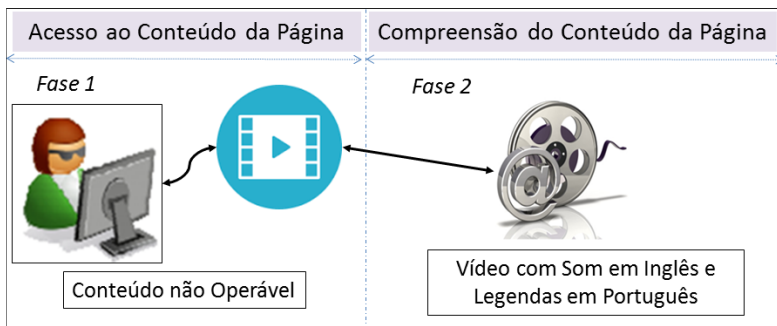 Acesso ao Conteúdo da Página
Compreensão do Conteúdo da Página
Fase 1
Fase 2
@
Conteúdo não Operável
Vídeo com Som em Inglês e
Legendas em Português